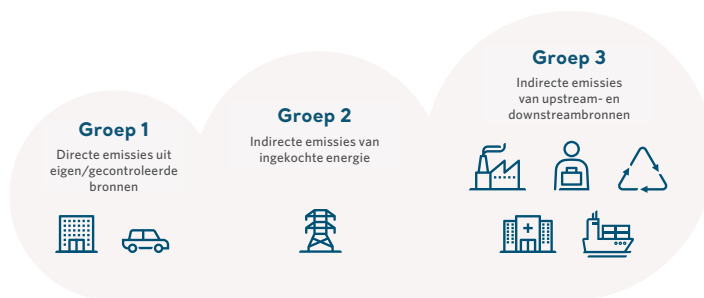 Groep 1
Directe emissies uit
eigen/gecontroleerde
bronnen
Groep 2
Indirecte emissies van
ingekochte energie
Groep 3
Indirecte emissies
van upstream- en
downstreambronnen